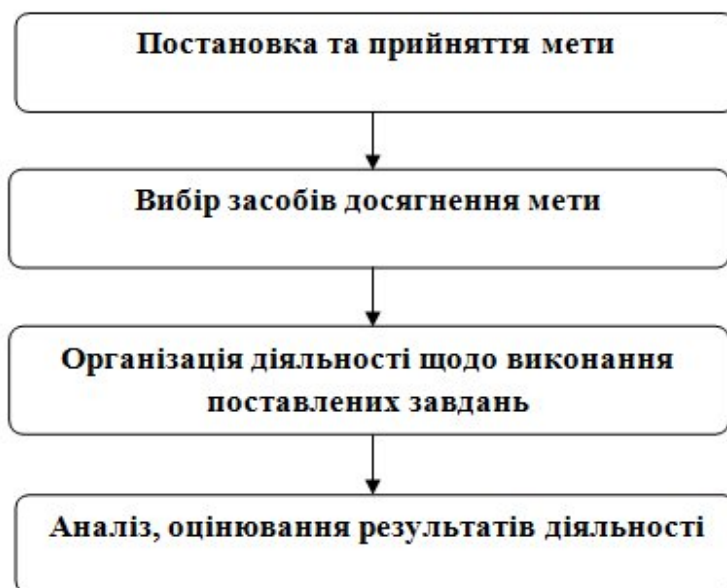 Постановка та прийняття мети
Вибір засобів досягнення мети
Організація діяльності щодо виконання
поставлених завдань
Аналіз, оцінювання результатів діяльності